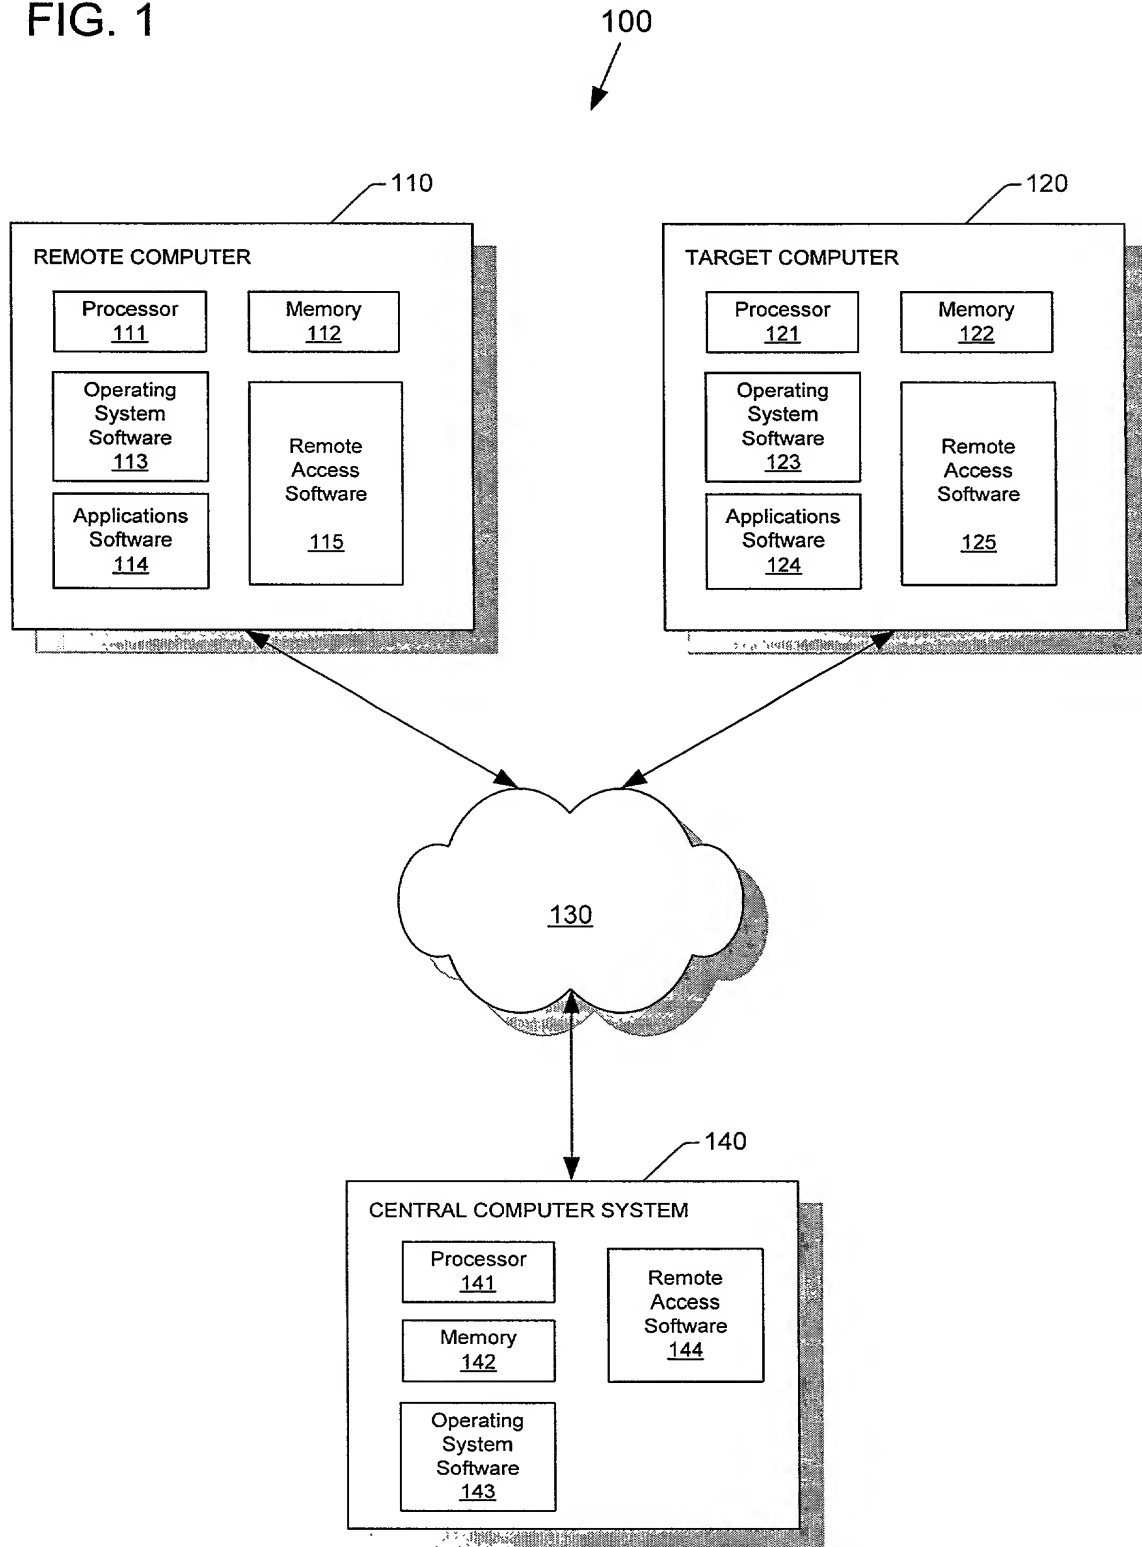 FIG. 1
100
110
120
REMOTE COMPUTER
Processor
111
Memory
112
Operating
System
Software
113
Remote
Access
Software
115
Applications
Software
114
TARGET COMPUTER
Processor
121
Memory
122
Operating
System
Software
123
Remote
Access
Software
125
Applications
Software
124
130
140
CENTRAL COMPUTER SYSTEM
Processor
141
Remote
Access
Software
144
Memory
142
Operating
System
Software
143